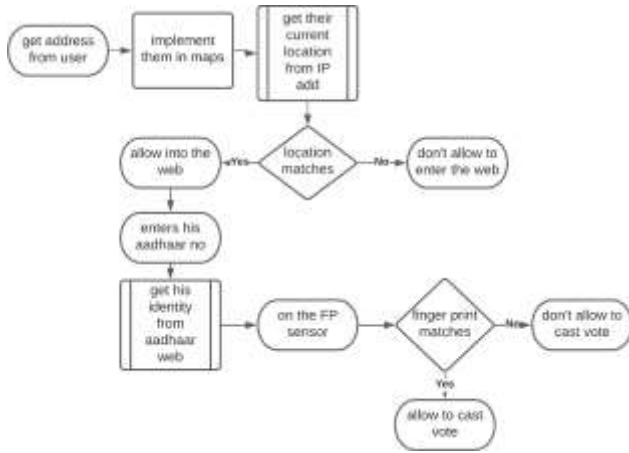 get address
from user
implement
them in maps
get their
current
location
from IP
add
allow into the
web
Yes
location
matches
No
don't allow to
enter the web
enters his
aadhaar no
get his
identity
from
aadhaar
web
on the FP
sensor
finger print
matches
No
don't allow to
cast vote
Yes
allow to cast
vote